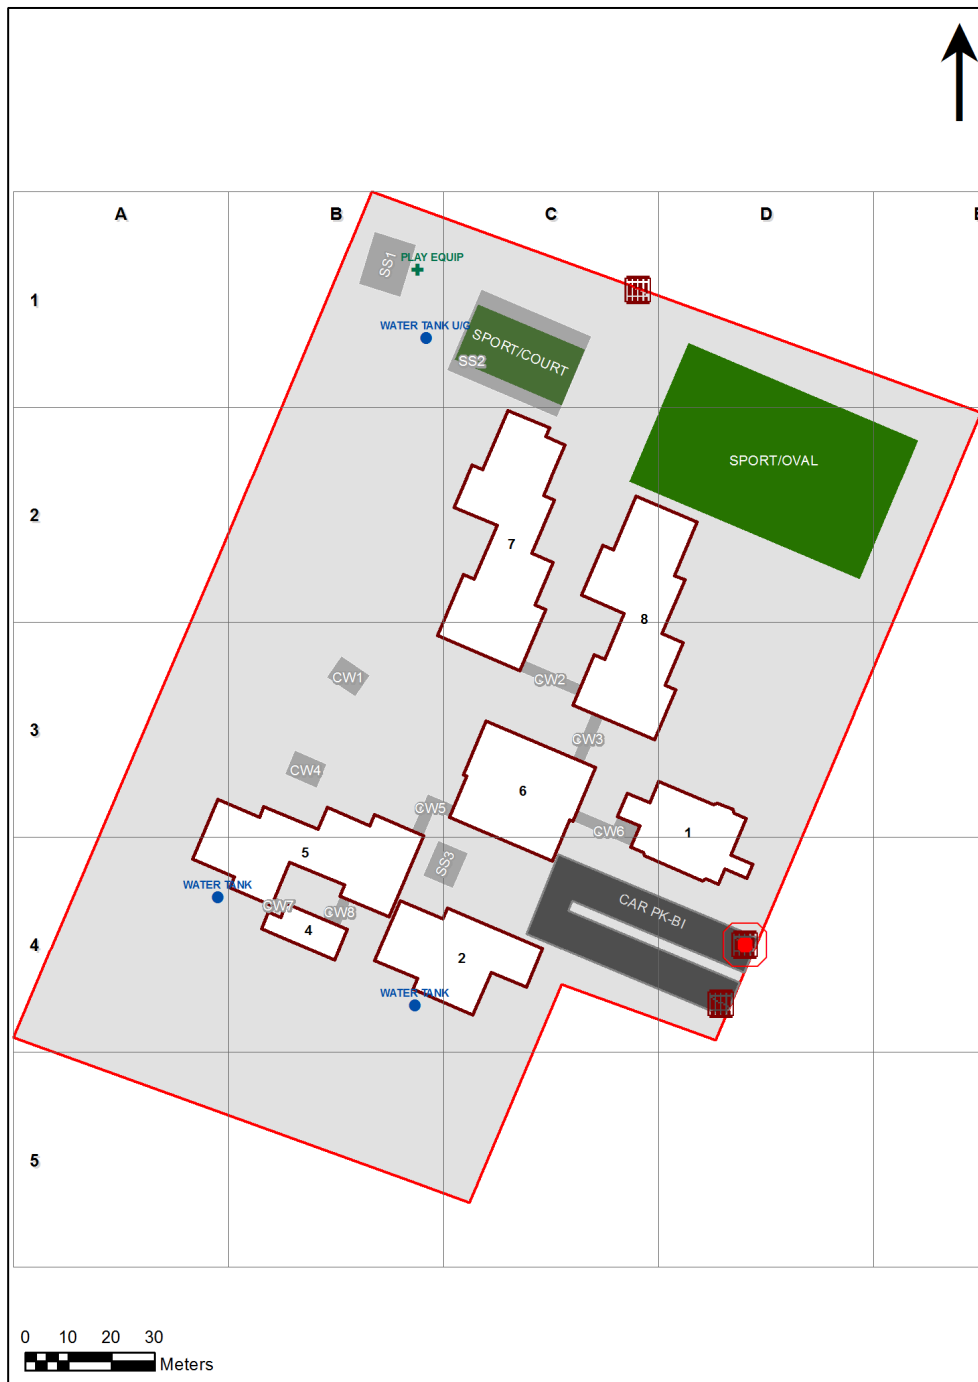 A
B
C
D
E
1
SS1
PLAY EQUIP
WATER TANK U/G
SPORT/COURT
SS2
SPORT/OVAL
2
7
8
CW1
CW2
3
CW3
CW4
6
CW5
CW6
1
5
SS3
WATER TANK
CW7
CW8
4
CAR PK-BI
4
2
WATER TANK
5
0 10 20 30
Meters